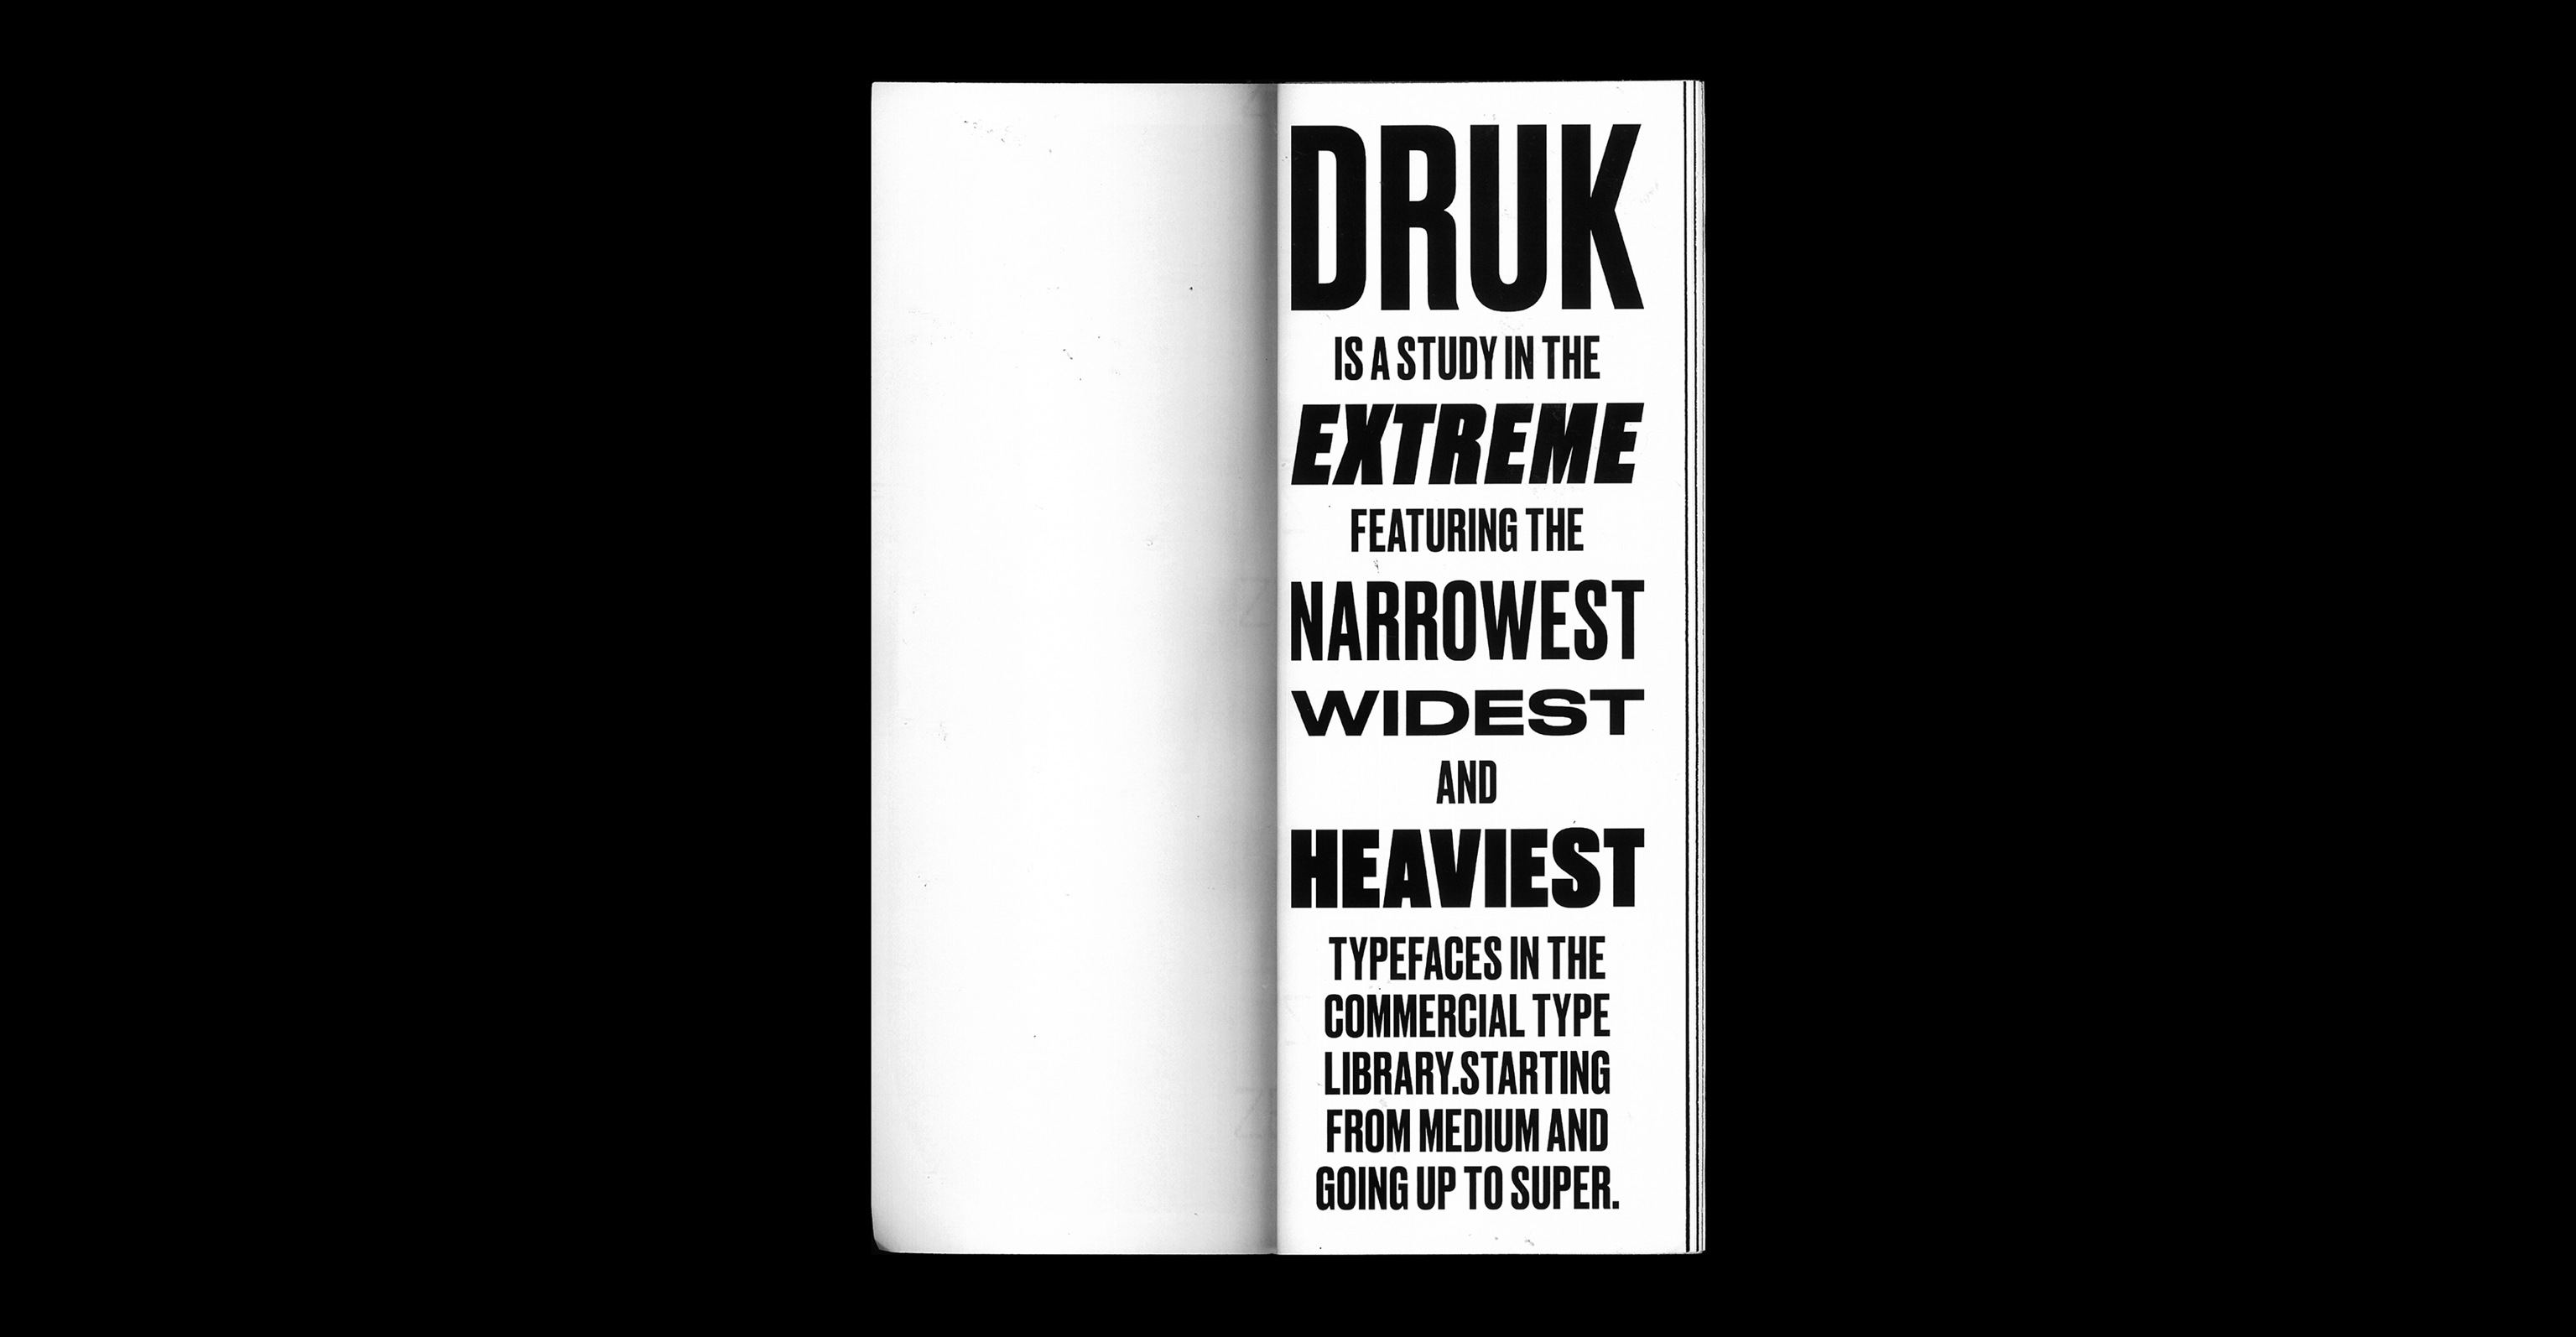 DRUK
IS A STUDY IN THE
EXTREME
FEATURING THE
NARROWEST
WIDEST
AND
HEAVIEST
TYPEFACES IN THE
COMMERCIAL TYPE
LIBRARY.STARTING
FROM MEDIUM AND
GOING UP TO SUPER.